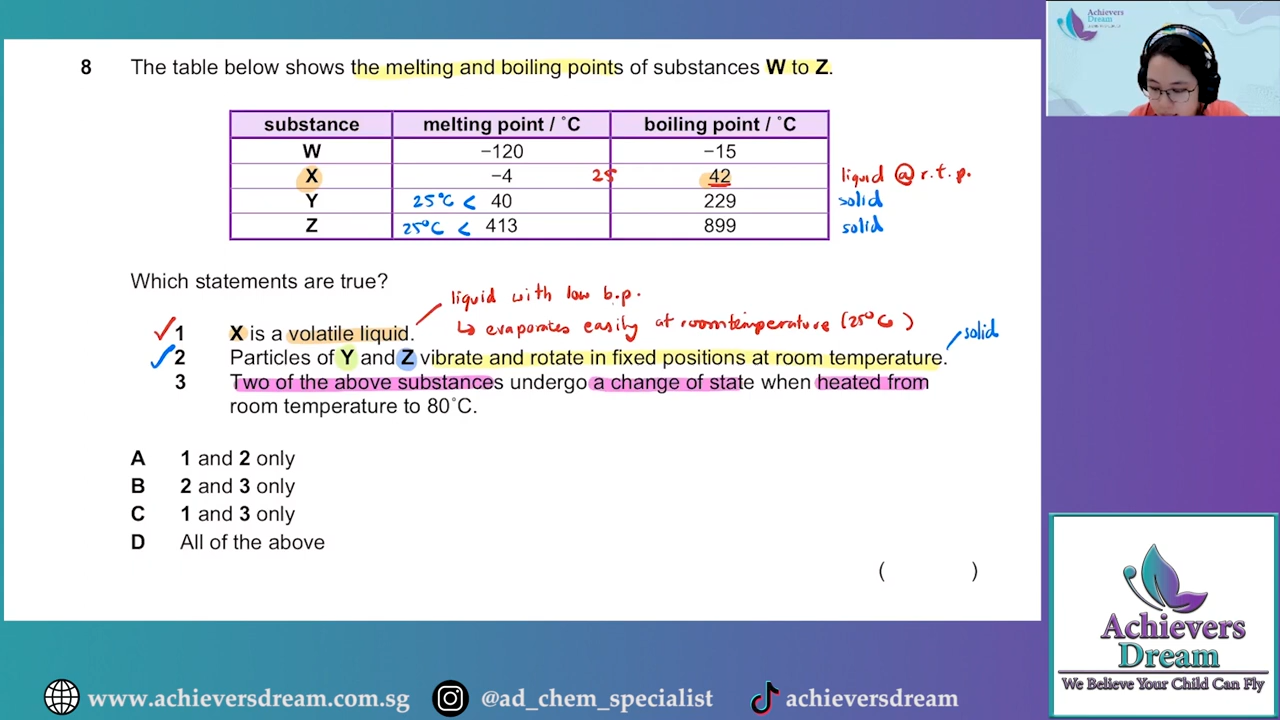 Achievers
Dream
8 The table below shows the melting and boiling points of substances W to Z.
substance melting point / °C boiling point / °C
W −120 −15
X −4 25 42 liquid @ r.t.p.
Y 25°C < 40 229 solid
Z 25°C < 413 899 solid
Which statements are true?
liquid with low b.p.
↳ evaporates easily at room temperature (25°C)
✓ 1 X is a volatile liquid.
solid
✓ 2 Particles of Y and Z vibrate and rotate in fixed positions at room temperature.
3 Two of the above substances undergo a change of state when heated from
room temperature to 80°C.
A 1 and 2 only
B 2 and 3 only
C 1 and 3 only
D All of the above
( )
Achievers
Dream
We Believe Your Child Can Fly
www.achieversdream.com.sg @ad_chem_specialist achieversdream